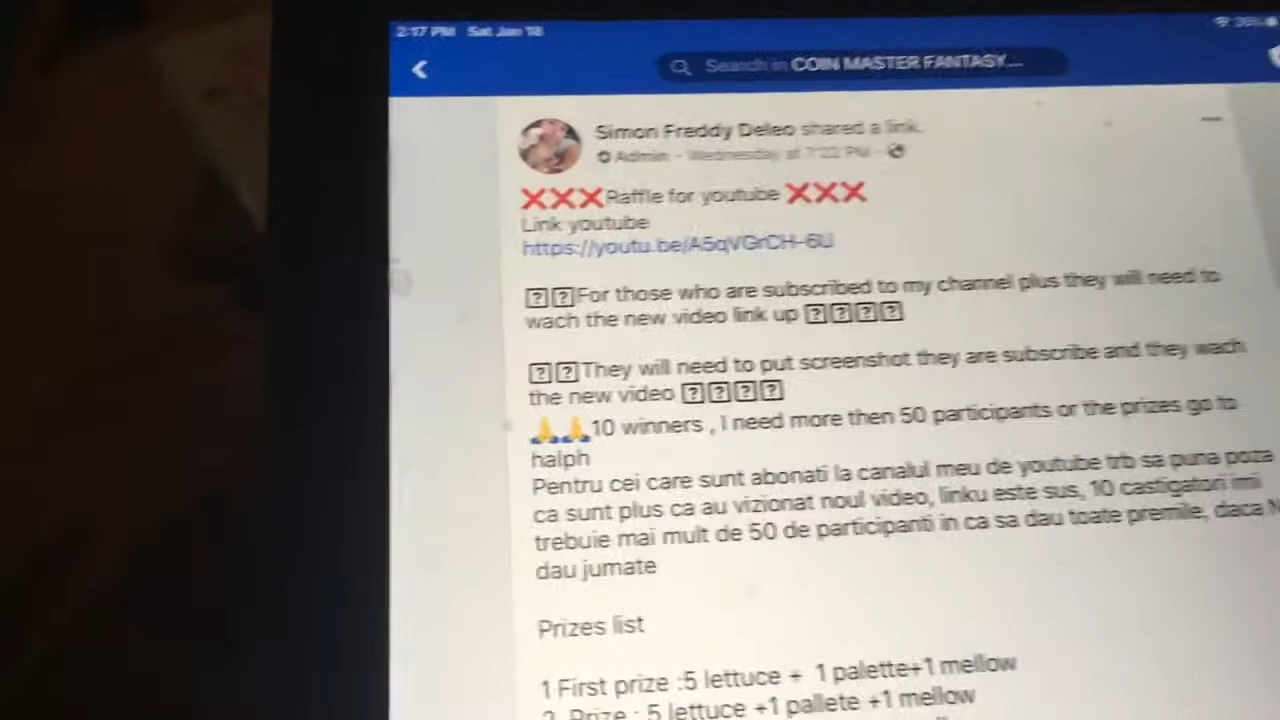 2:17 PM Sat Jan 18
Search in COIN MASTER FANTASY...
Simon Freddy Deleo shared a link.
Admin - Wednesday at 7:22 PM -
Raffle for youtube
Link youtube
https://youtu.be/A5qVGrCH-6U
For those who are subscribed to my channel plus they will need to
wach the new video link up
They will need to put screenshot they are subscribe and they wach
the new video
10 winners , I need more then 50 participants or the prizes go to
halph
Pentru cei care sunt abonati la canalul meu de youtube trb sa puna poza
ca sunt plus ca au vizionat noul video, linku este sus, 10 castigatori imi
trebuie mai mult de 50 de participanti in ca sa dau toate premile, daca
dau jumate
Prizes list
1 First prize :5 lettuce + 1 palette+1 mellow
2 Prize : 5 lettuce +1 pallete +1 mellow